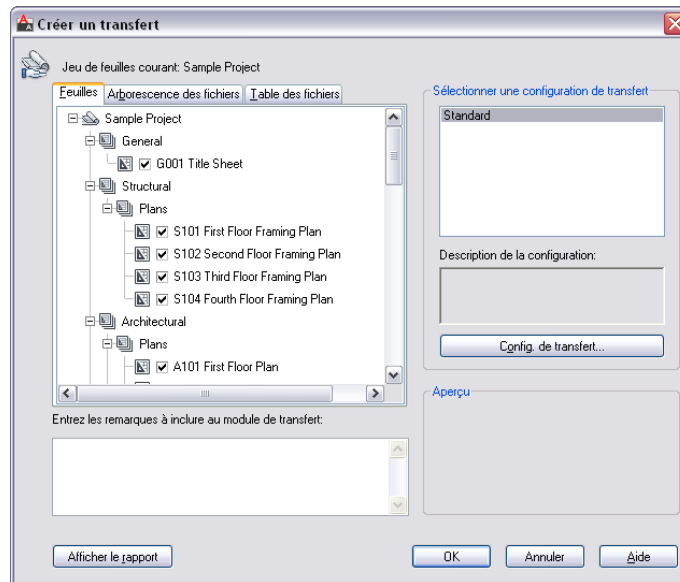 Créer un transfert
Jeu de feuilles courant: Sample Project
Feuilles
Arborescence des fichiers
Table des fichiers
Sample Project
General
G001 Title Sheet
Structural
Plans
S101 First Floor Framing Plan
S102 Second Floor Framing Plan
S103 Third Floor Framing Plan
S104 Fourth Floor Framing Plan
Architectural
Plans
A101 First Floor Plan
Entrez les remarques à inclure au module de transfert:
Sélectionner une configuration de transfert
Standard
Description de la configuration:
Config. de transfert...
Aperçu
Afficher le rapport
OK
Annuler
Aide